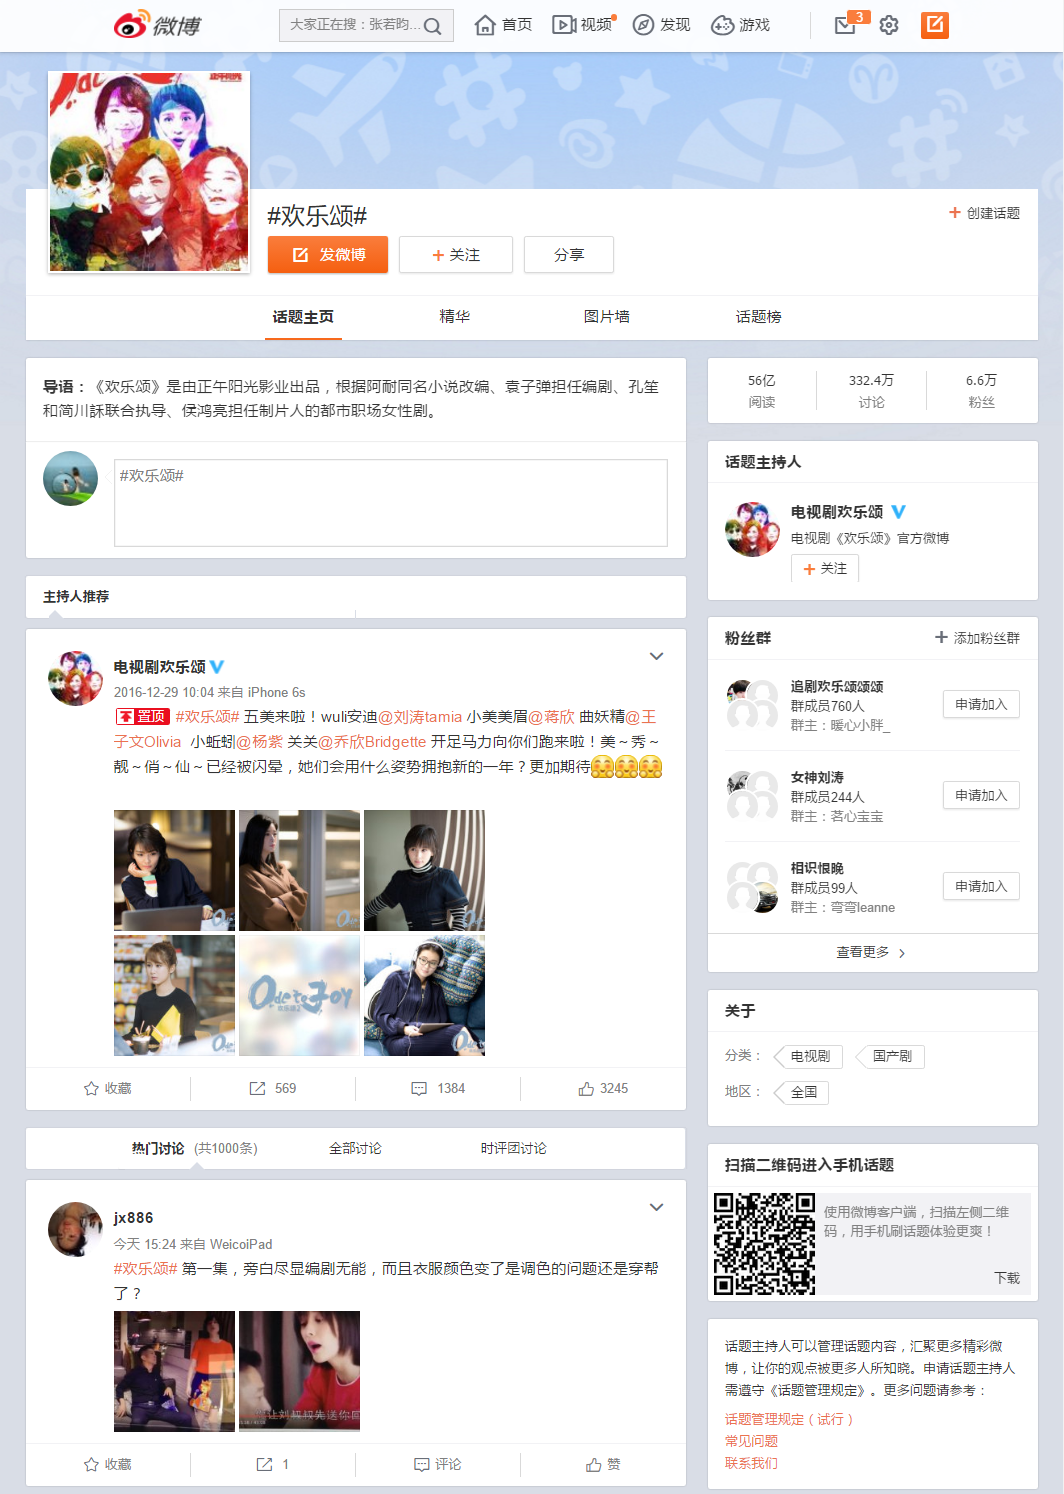 微博
大家正在搜：张若昀...
首页
视频
发现
游戏
3
#欢乐颂#
+ 创建话题
发微博
+ 关注
分享
话题主页
精华
图片墙
话题榜
导语：《欢乐颂》是由正午阳光影业出品，根据阿耐同名小说改编、袁子弹担任编剧、孔笙
和简川訸联合执导、侯鸿亮担任制片人的都市职场女性剧。
#欢乐颂#
主持人推荐
电视剧欢乐颂
2016-12-29 10:04 来自 iPhone 6s
置顶 #欢乐颂# 五美来啦！wuli安迪@刘涛tamia 小美美眉@蒋欣 曲妖精@王
子文Olivia 小蚯蚓@杨紫 关关@乔欣Bridgette 开足马力向你们跑来啦！美～秀～
靓～俏～仙～已经被闪晕，她们会用什么姿势拥抱新的一年？更加期待
Ode to Joy
欢乐颂2
收藏
569
1384
3245
热门讨论 (共1000条)
全部讨论
时评团讨论
jx886
今天 15:24 来自 WeicoiPad
#欢乐颂# 第一集，旁白尽显编剧无能，而且衣服颜色变了是调色的问题还是穿帮
了？
收藏
1
评论
赞
56亿
阅读
332.4万
讨论
6.6万
粉丝
话题主持人
电视剧欢乐颂
电视剧《欢乐颂》官方微博
+ 关注
粉丝群
+ 添加粉丝群
追剧欢乐颂颂颂
群成员760人
群主：暖心小胖_
申请加入
女神刘涛
群成员244人
群主：茗心宝宝
申请加入
相识恨晚
群成员99人
群主：弯弯leanne
申请加入
查看更多
关于
分类：
电视剧
国产剧
地区：
全国
扫描二维码进入手机话题
使用微博客户端，扫描左侧二维
码，用手机刷话题体验更爽！
下载
话题主持人可以管理话题内容，汇聚更多精彩微
博，让你的观点被更多人所知晓。申请话题主持人
需遵守《话题管理规定》。更多问题请参考：
话题管理规定（试行）
常见问题
联系我们